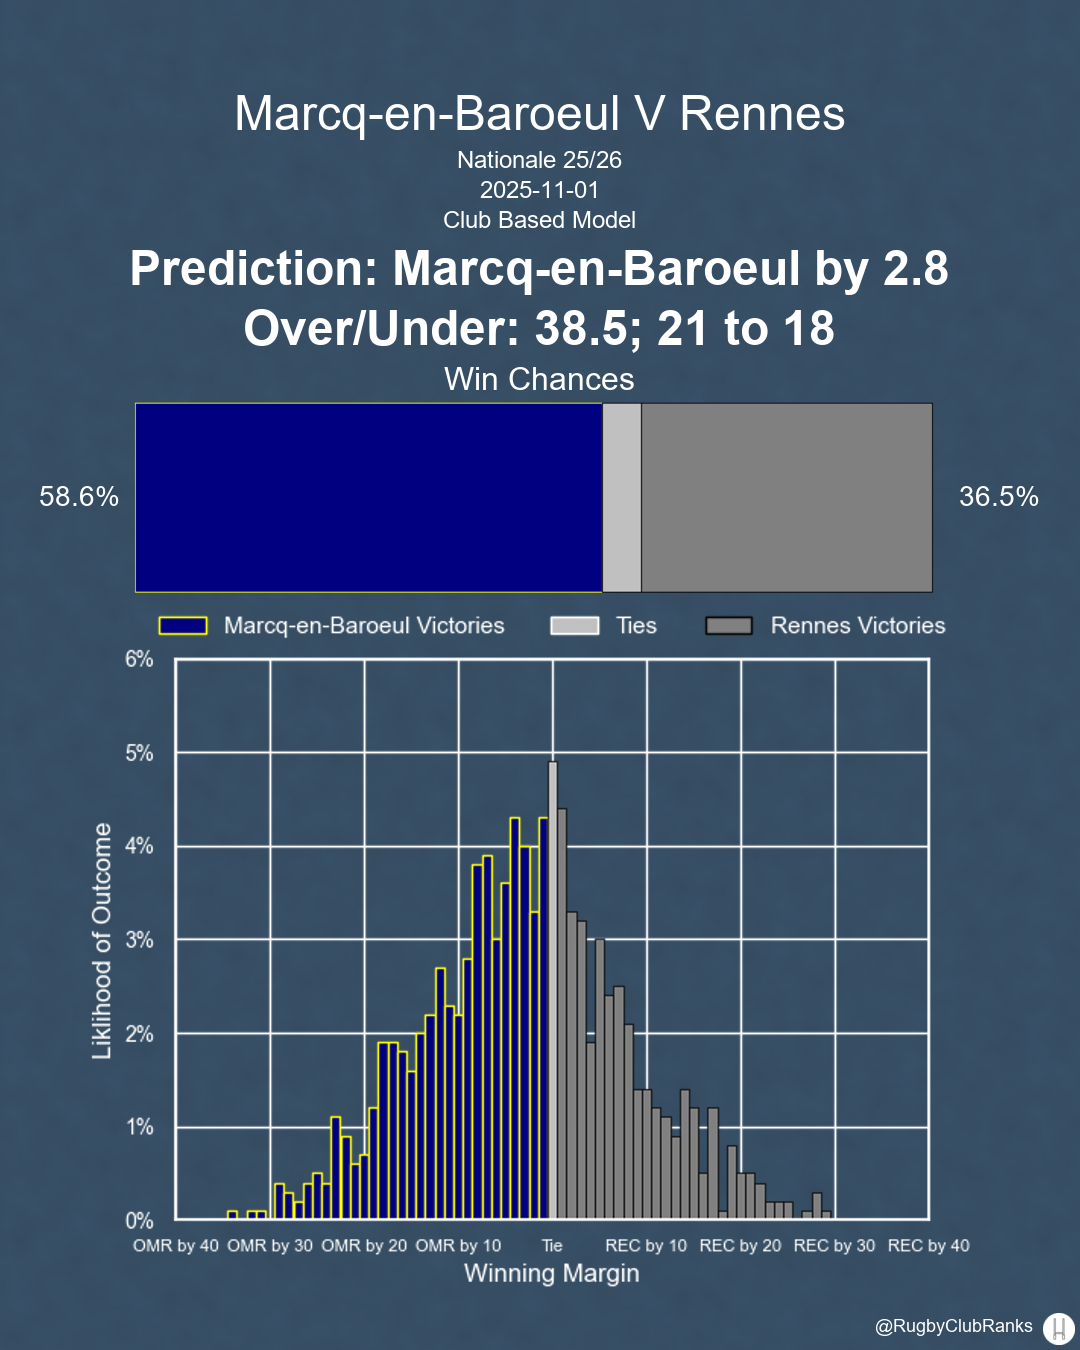 Marcq-en-Baroeul V Rennes
Nationale 25/26
2025-11-01
Club Based Model
Prediction: Marcq-en-Baroeul by 2.8
Over/Under: 38.5; 21 to 18
Win Chances
58.6%
36.5%
Marcq-en-Baroeul Victories
Ties
Rennes Victories
6%
5%
4%
3%
2%
1%
0%
Liklihood of Outcome
OMR by 40 OMR by 30 OMR by 20 OMR by 10 Tie REC by 10 REC by 20 REC by 30 REC by 40
Winning Margin
@RugbyClubRanks